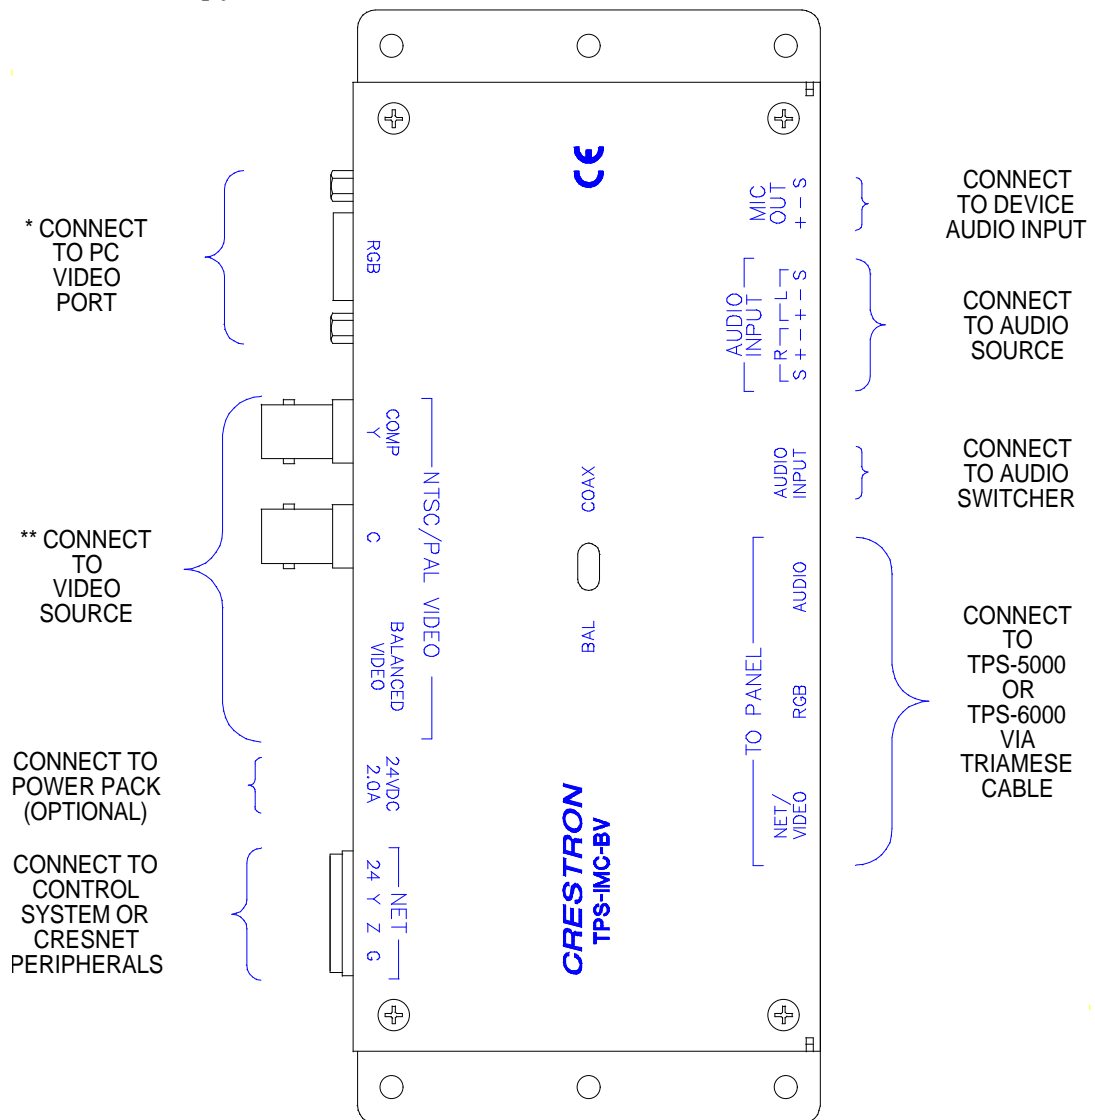 * CONNECT
TO PC
VIDEO
PORT
** CONNECT
TO
VIDEO
SOURCE
CONNECT TO
POWER PACK
(OPTIONAL)
CONNECT TO
CONTROL
SYSTEM OR
CRESNET
PERIPHERALS
RGB
COMP
Y
C
NTSC/PAL VIDEO
BALANCED
VIDEO
24VDC
2.0A
NET
24 Y Z G
CE
COAX
BAL
CRESTRON
TPS-IMC-BV
MIC
OUT
+ - S
AUDIO
INPUT
R L
S + - + - S
AUDIO
INPUT
TO PANEL
AUDIO
RGB
NET/
VIDEO
CONNECT
TO DEVICE
AUDIO INPUT
CONNECT
TO AUDIO
SOURCE
CONNECT
TO AUDIO
SWITCHER
CONNECT
TO
TPS-5000
OR
TPS-6000
VIA
TRIAMESE
CABLE